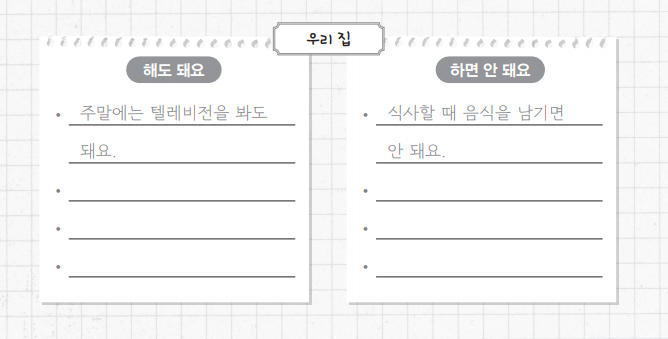 우리 집
해도 돼요
• 주말에는 텔레비전을 봐도
돼요.
•
•
•
하면 안 돼요
• 식사할 때 음식을 남기면
안 돼요.
•
•
•